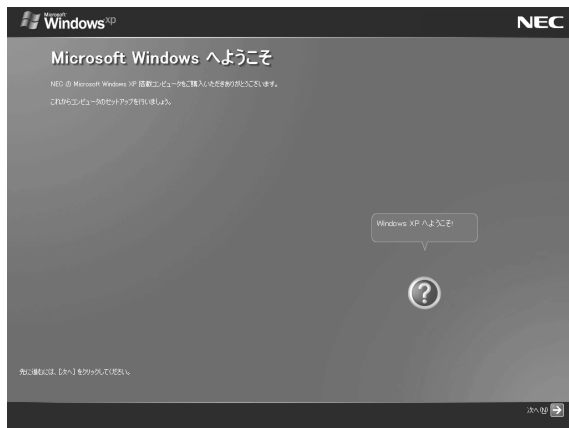 Microsoft
Windows xp
NEC
Microsoft Windows へようこそ
NEC の Microsoft Windows XP 搭載コンピュータをご購入いただきありがとうございます。
これからコンピュータのセットアップを行いましょう。
Windows XP へようこそ!
?
先に進むには、[次へ] をクリックしてください。
次へ(N)